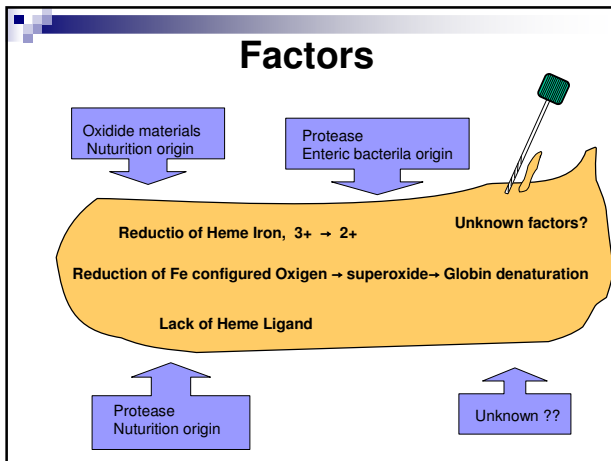 Factors
Oxidide materials
Nuturition origin
Protease
Enteric bacterila origin
Unknown factors?
Reductio of Heme Iron, 3+ → 2+
Reduction of Fe configured Oxigen → superoxide→ Globin denaturation
Lack of Heme Ligand
Protease
Nuturition origin
Unknown ??